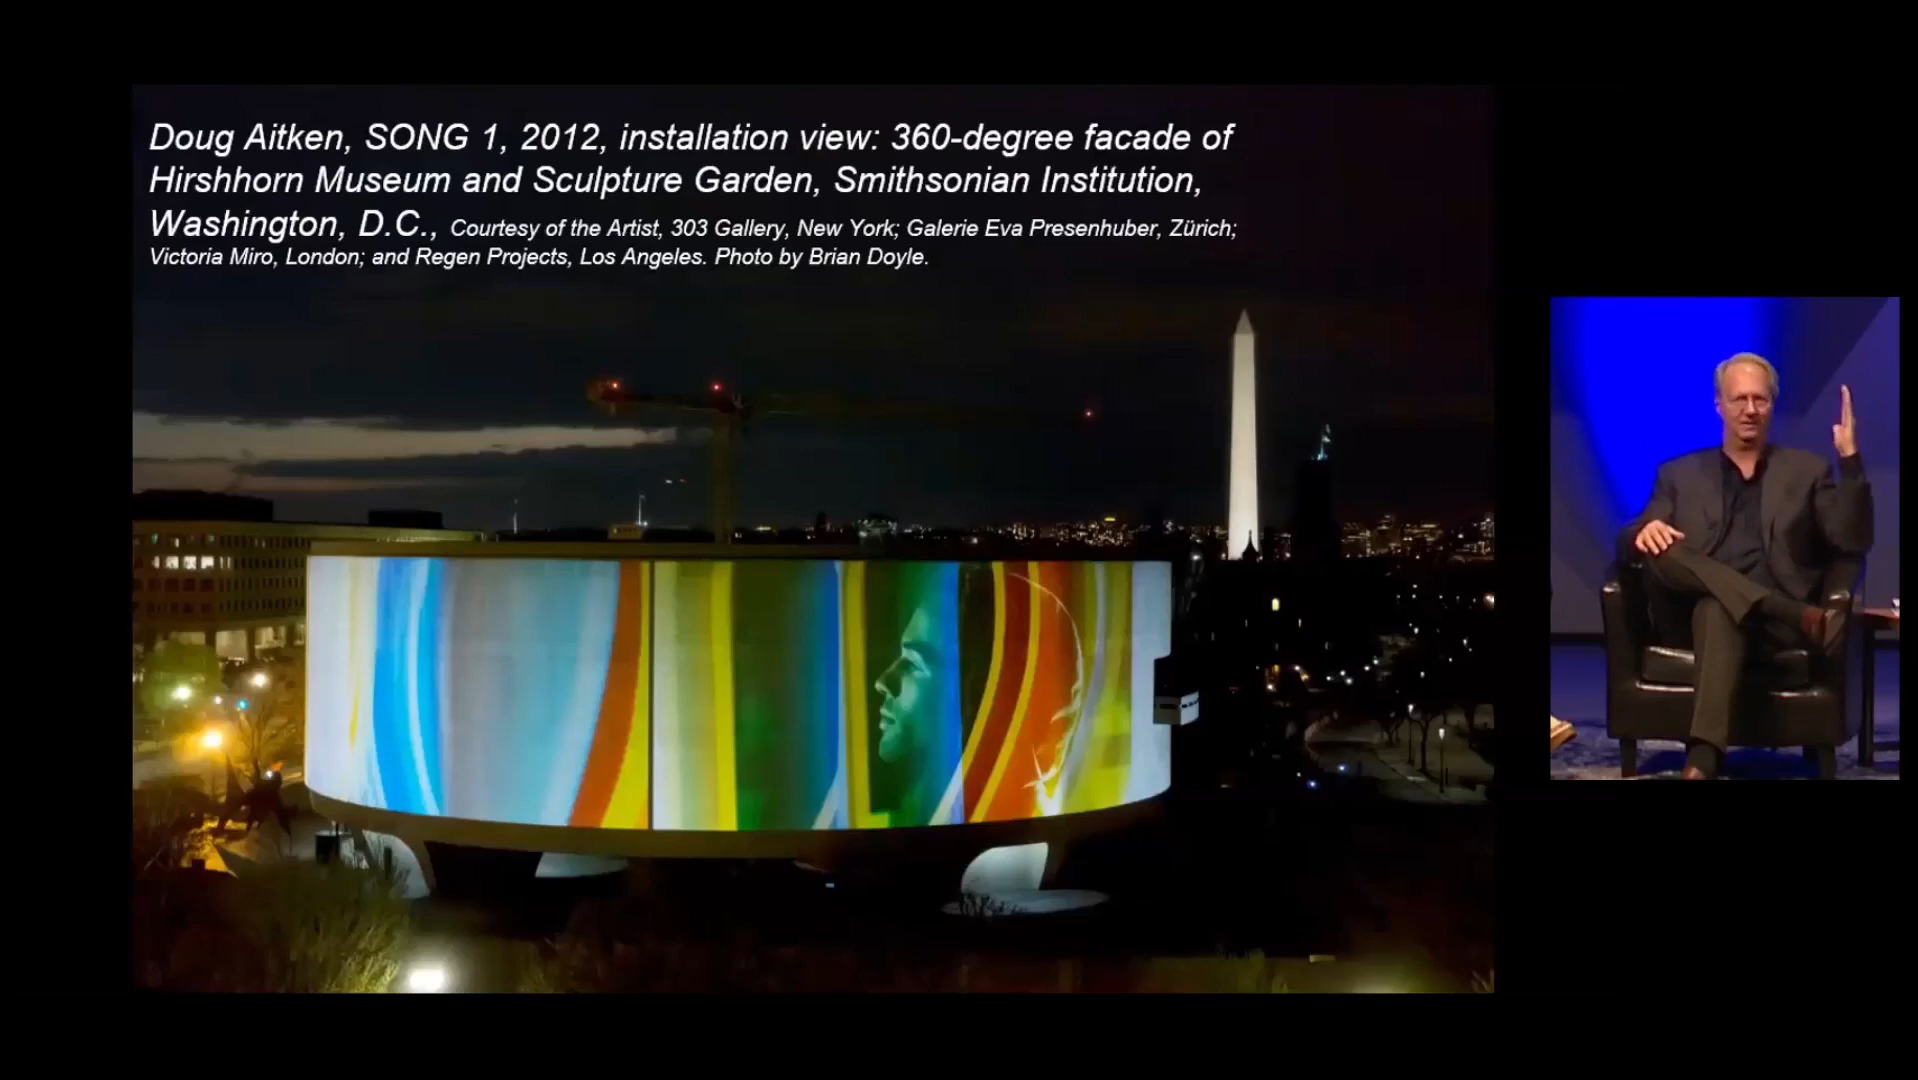 Doug Aitken, SONG 1, 2012, installation view: 360-degree facade of
Hirshhorn Museum and Sculpture Garden, Smithsonian Institution,
Washington, D.C., Courtesy of the Artist, 303 Gallery, New York; Galerie Eva Presenhuber, Zürich;
Victoria Miro, London; and Regen Projects, Los Angeles. Photo by Brian Doyle.